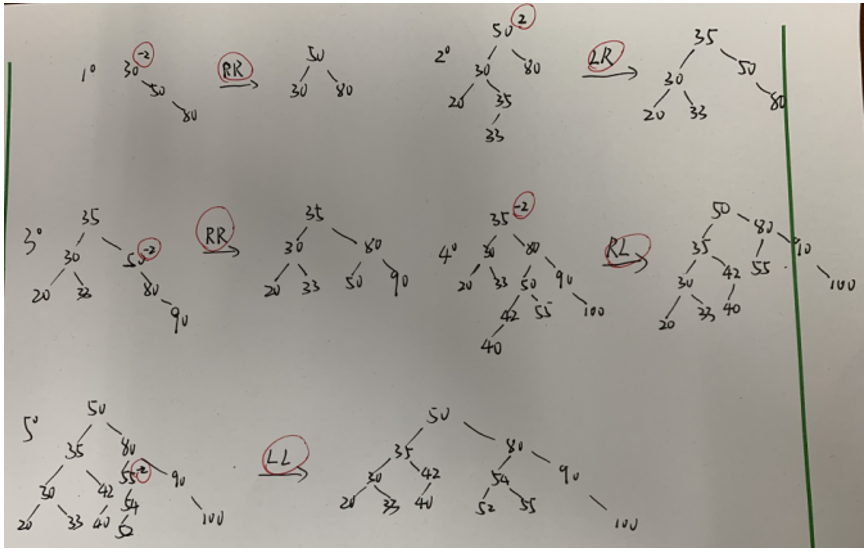 1° 30 -2 RR 50 2° 50 2 LR 35
50 30 80 30 80 30 50
80 20 35 20 33 80
33
3° 35 RR 35 4° 35 -2 RL 50
30 50 -2 30 80 30 80 35 80 90
20 33 80 20 33 50 90 20 33 50 90 30 42 55 100
90 42 55 100 20 33 40
40
5° 50 LL 50
35 80 35 80
30 42 55 -2 90 30 42 54 90
20 33 40 54 100 20 33 40 52 55 100
52